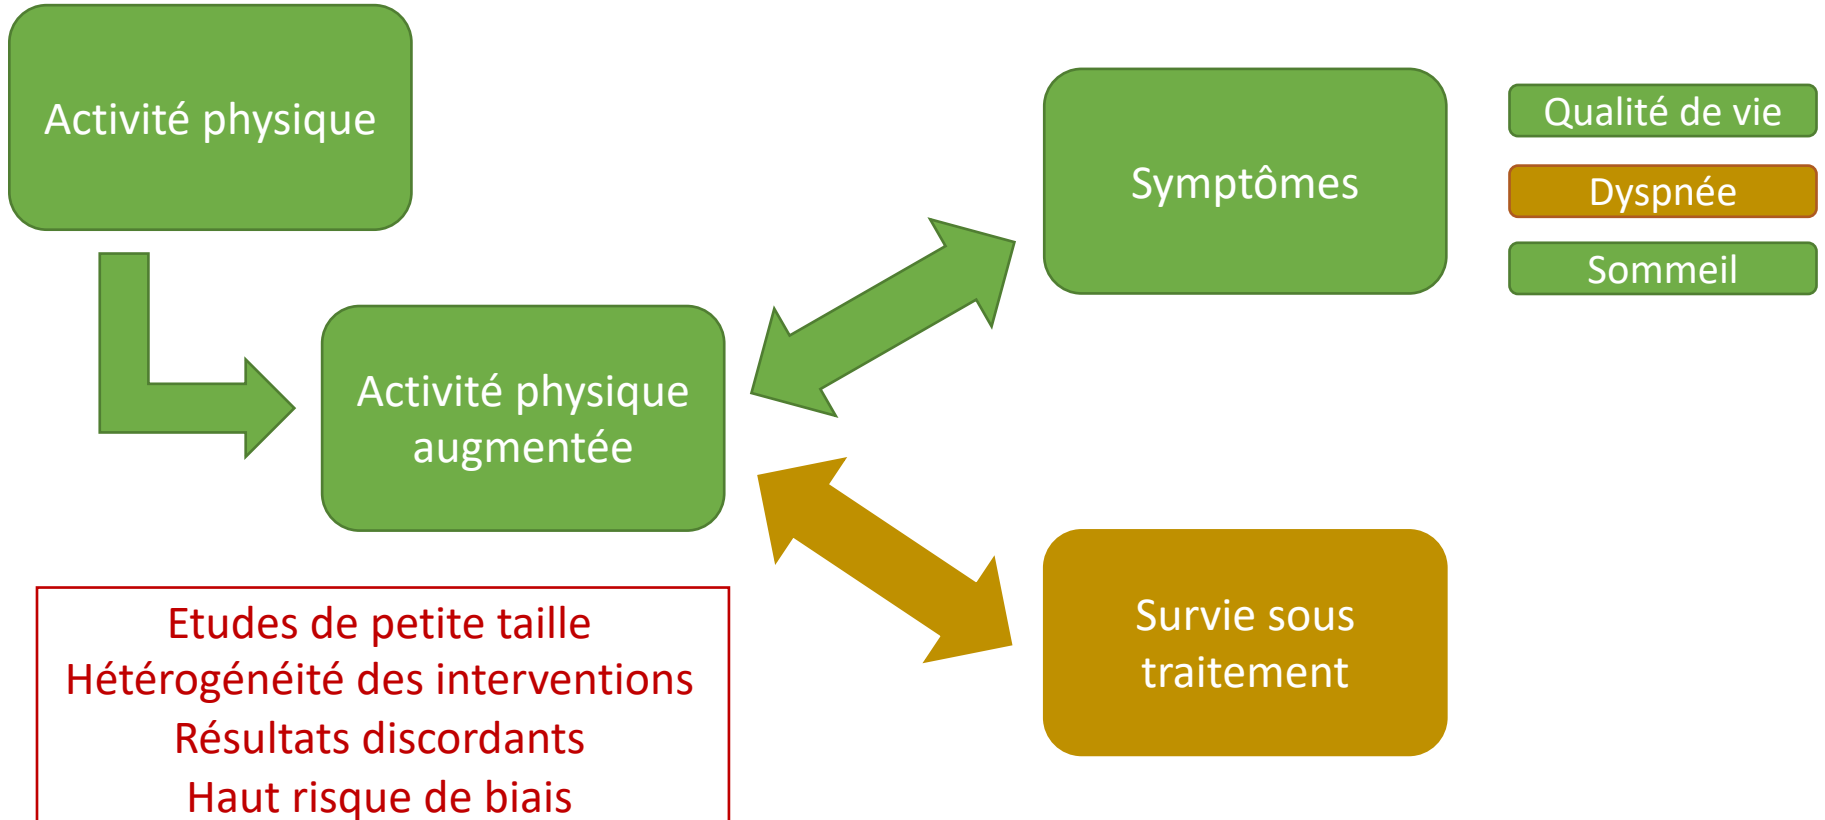 Activité physique
Symptômes
Qualité de vie
Dyspnée
Sommeil
Activité physique
augmentée
Survie sous
traitement
Etudes de petite taille
Hétérogénéité des interventions
Résultats discordants
Haut risque de biais